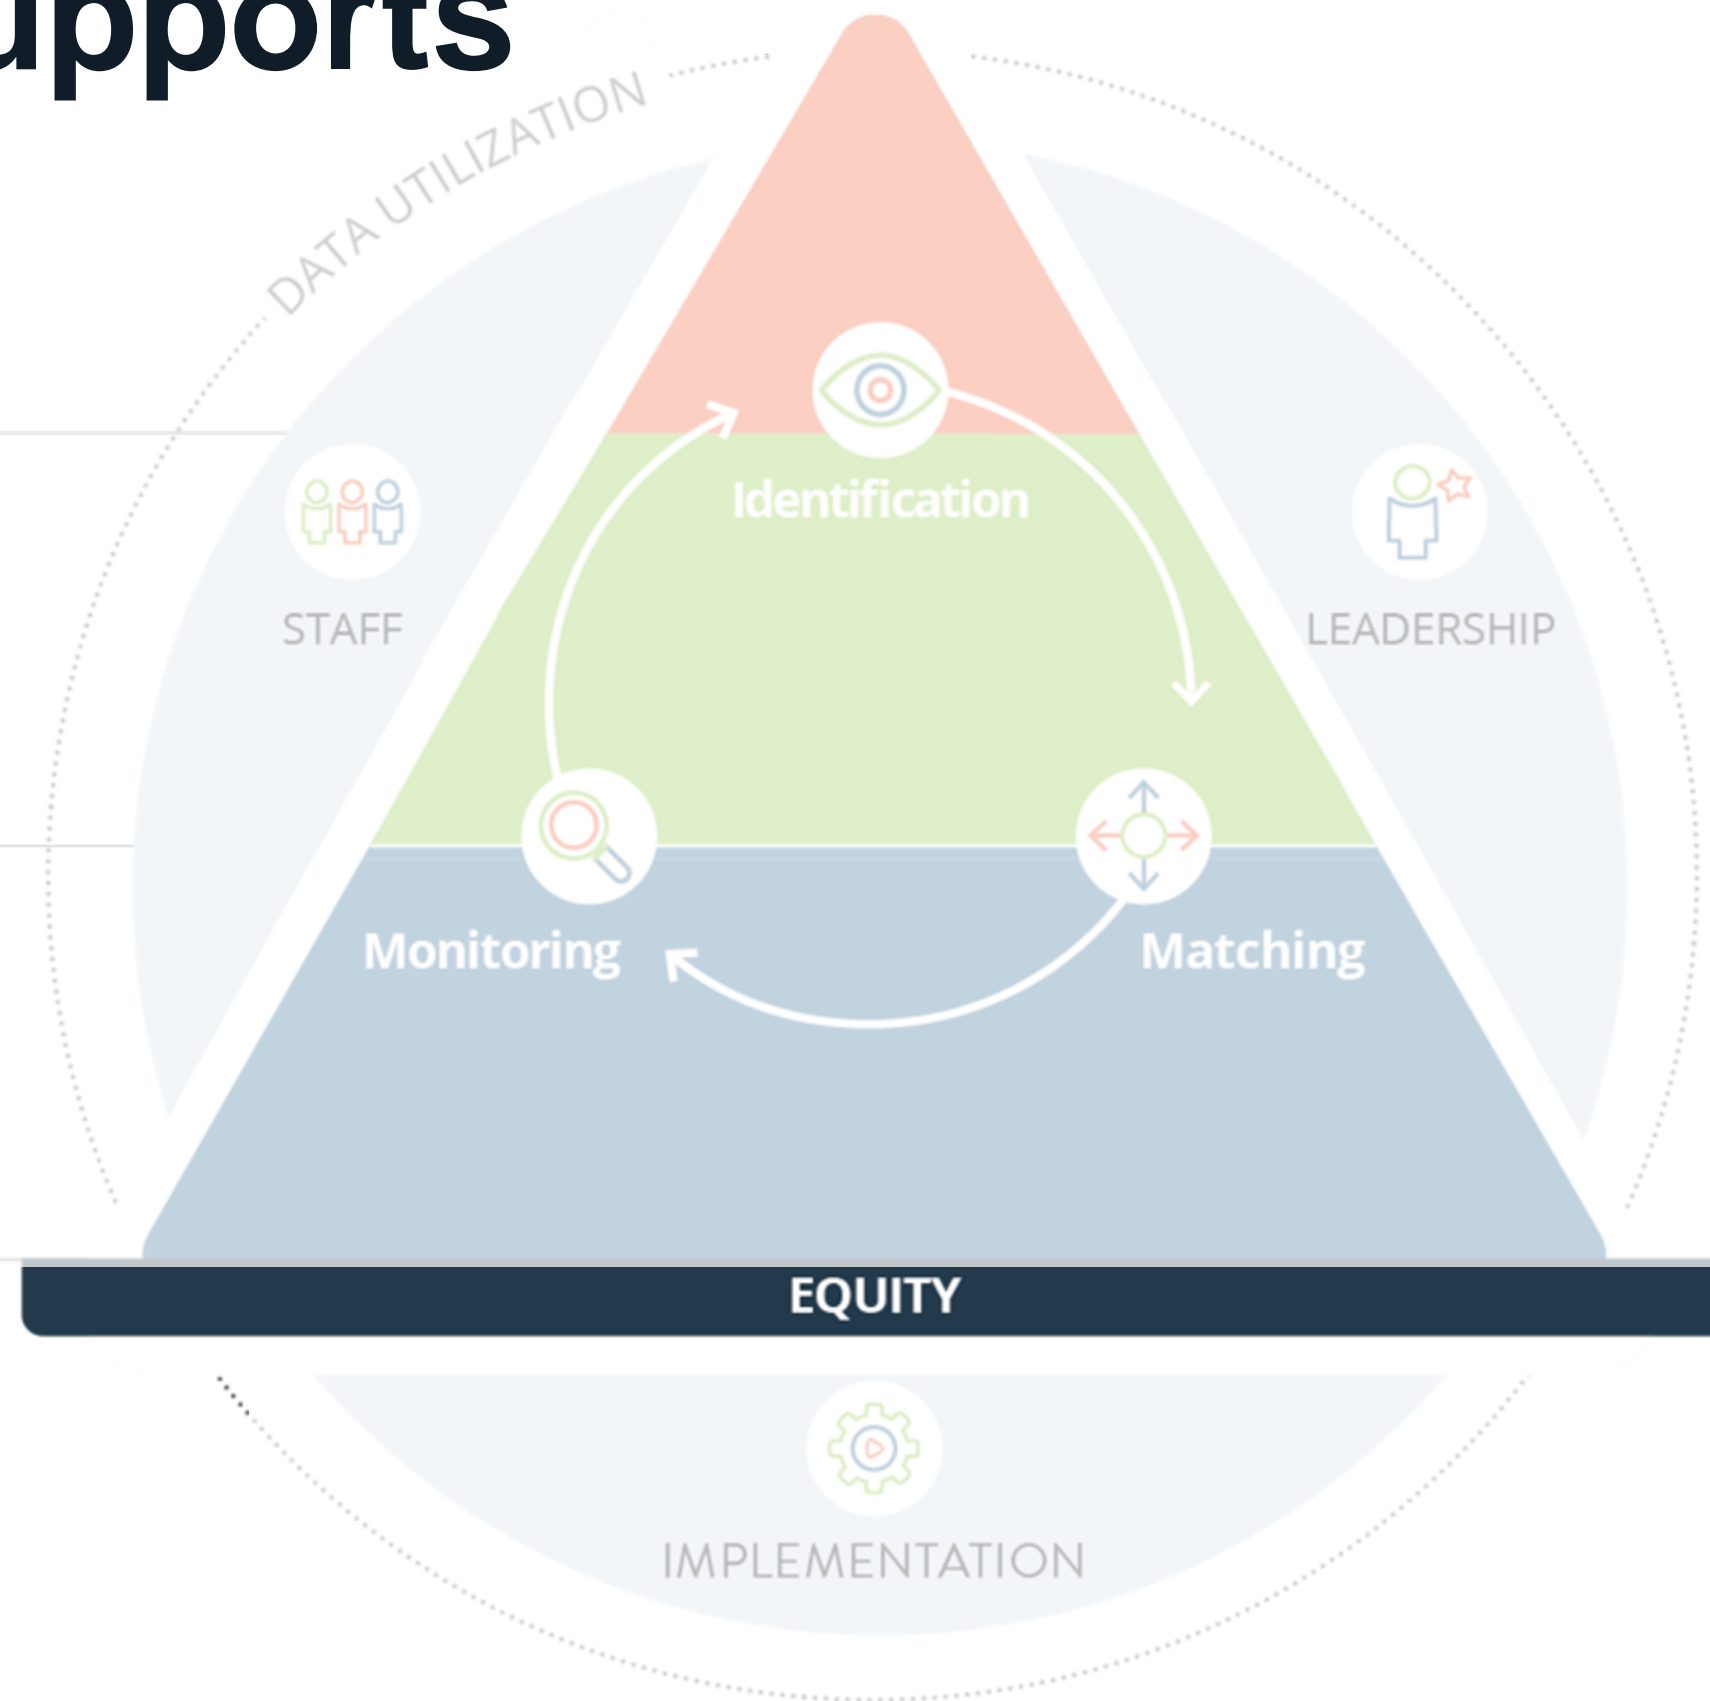 upports
DATA UTILIZATION
Identification
STAFF
LEADERSHIP
Monitoring
Matching
EQUITY
IMPLEMENTATION